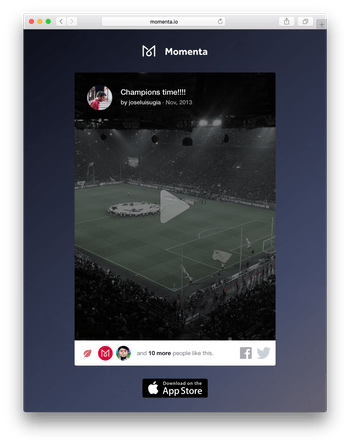 momenta.io
Momenta
Champions time!!!!
by joseluisugia · Nov, 2013
and 10 more people like this.
Download on the
App Store